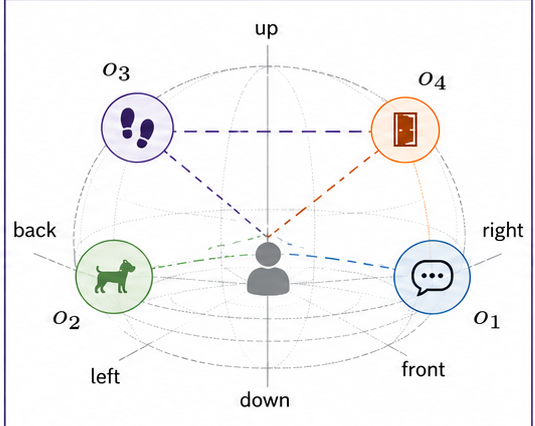 up
o₃
o₄
back
right
o₂
o₁
left
front
down